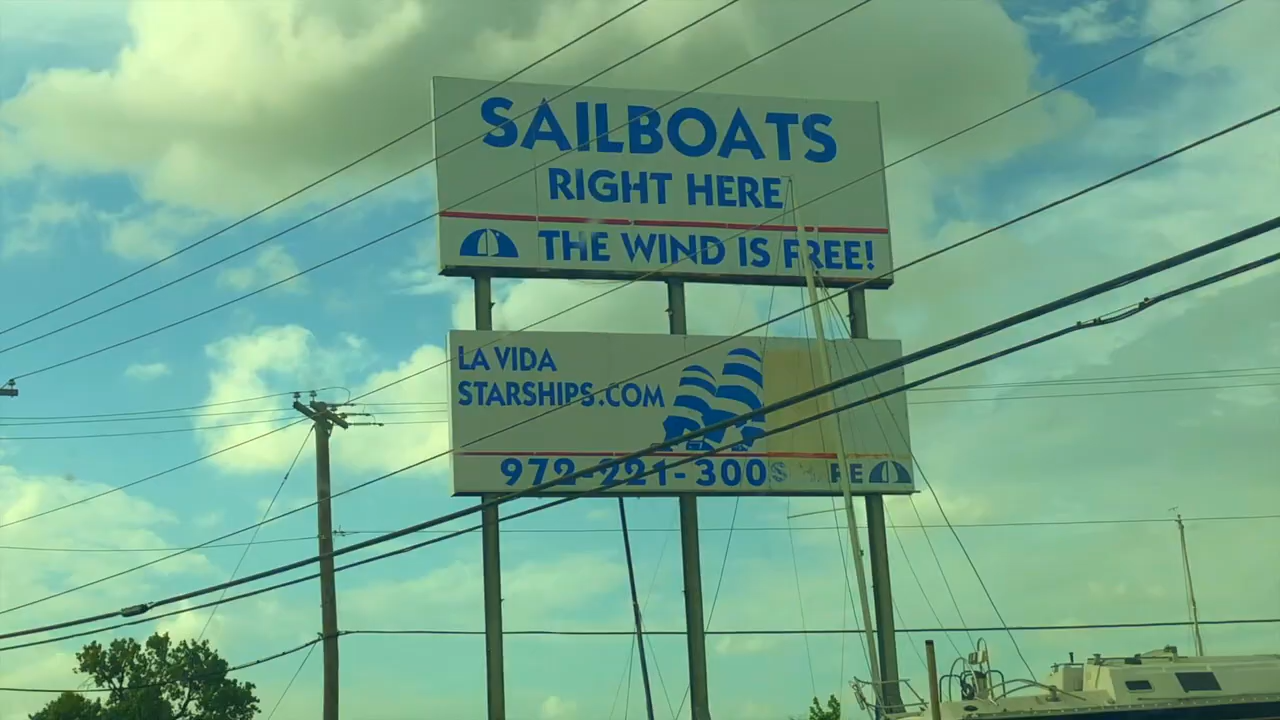 SAILBOATS
RIGHT HERE
THE WIND IS FREE!
LA VIDA
STARSHIPS.COM
972-221-300